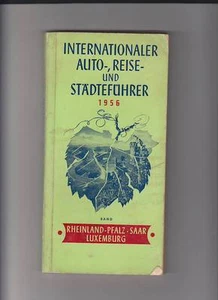 INTERNATIONALER
AUTO-, REISE-
UND
STÄDTEFÜHRER
1956
BAND
RHEINLAND-PFALZ-SAAR
LUXEMBURG